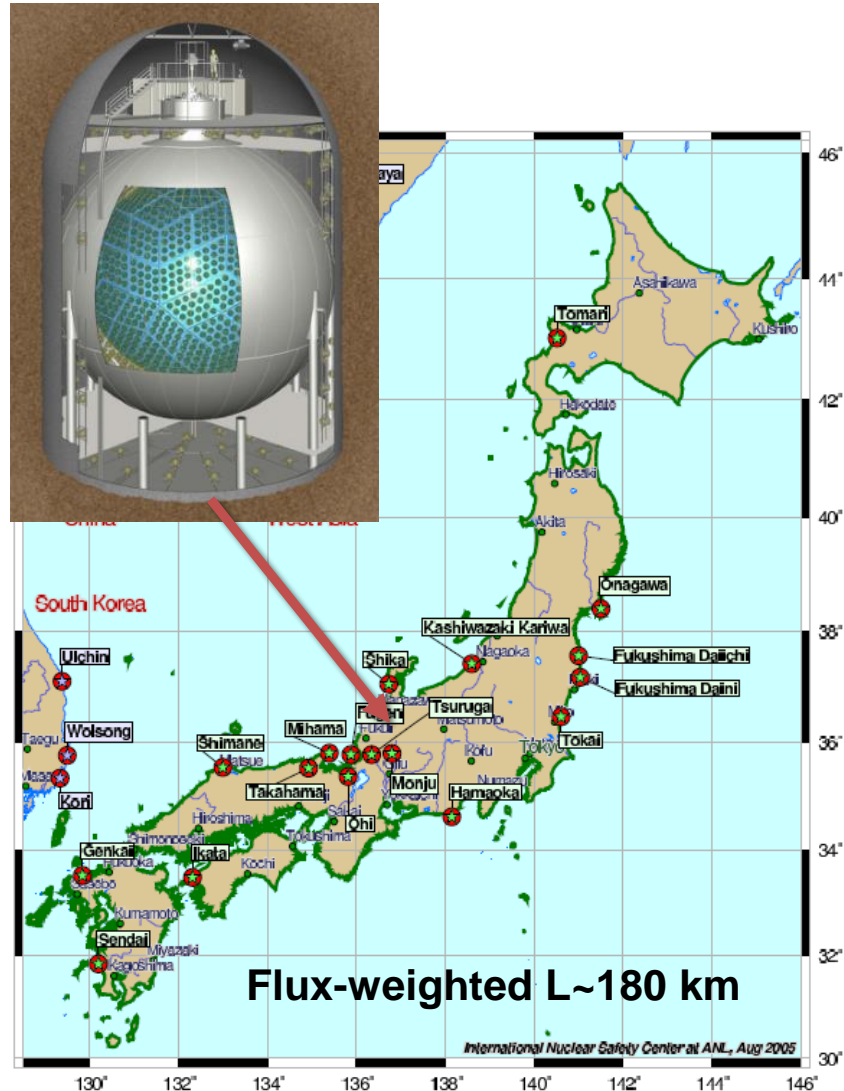 46°
44°
42°
40°
38°
36°
34°
32°
30°
aya
Asahikawa
Tomari
Kushiro
Hakodate
Hirosaki
Akita
South Korea
Onagawa
Kashiwazaki Kariwa
Nagaoka
Fukushima Daiichi
Fukushima Daini
Ulchin
Shika
Tsuruga
Mihama
Fugen
Fukui
Matsumoto
Mito
Wolsong
Shimane
Matsue
Kofu
Tokyo
Tokai
Taegu
Takahama
Gifu
Monju
Numazu
Hamaoka
Kori
Ohi
Sakai
Hiroshima
Shimonoseki
Tokushima
Genkai
Ikata
Kochi
Sasebo
Kumamoto
Sendai
Miyazaki
Kagoshima
Flux-weighted L~180 km
International Nuclear Safety Center at ANL, Aug 2005
130° 132° 134° 136° 138° 140° 142° 144° 146°